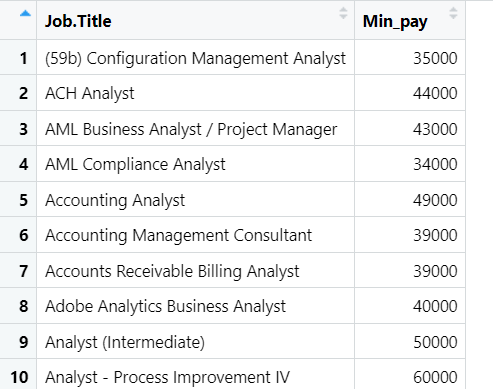 Job.Title Min_pay
1 (59b) Configuration Management Analyst 35000
2 ACH Analyst 44000
3 AML Business Analyst / Project Manager 43000
4 AML Compliance Analyst 34000
5 Accounting Analyst 49000
6 Accounting Management Consultant 39000
7 Accounts Receivable Billing Analyst 39000
8 Adobe Analytics Business Analyst 40000
9 Analyst (Intermediate) 50000
10 Analyst - Process Improvement IV 60000